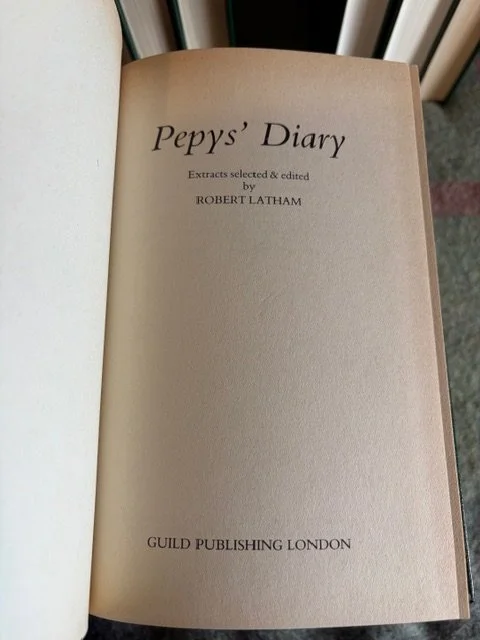 Pepys' Diary
Extracts selected & edited
by
ROBERT LATHAM
GUILD PUBLISHING LONDON